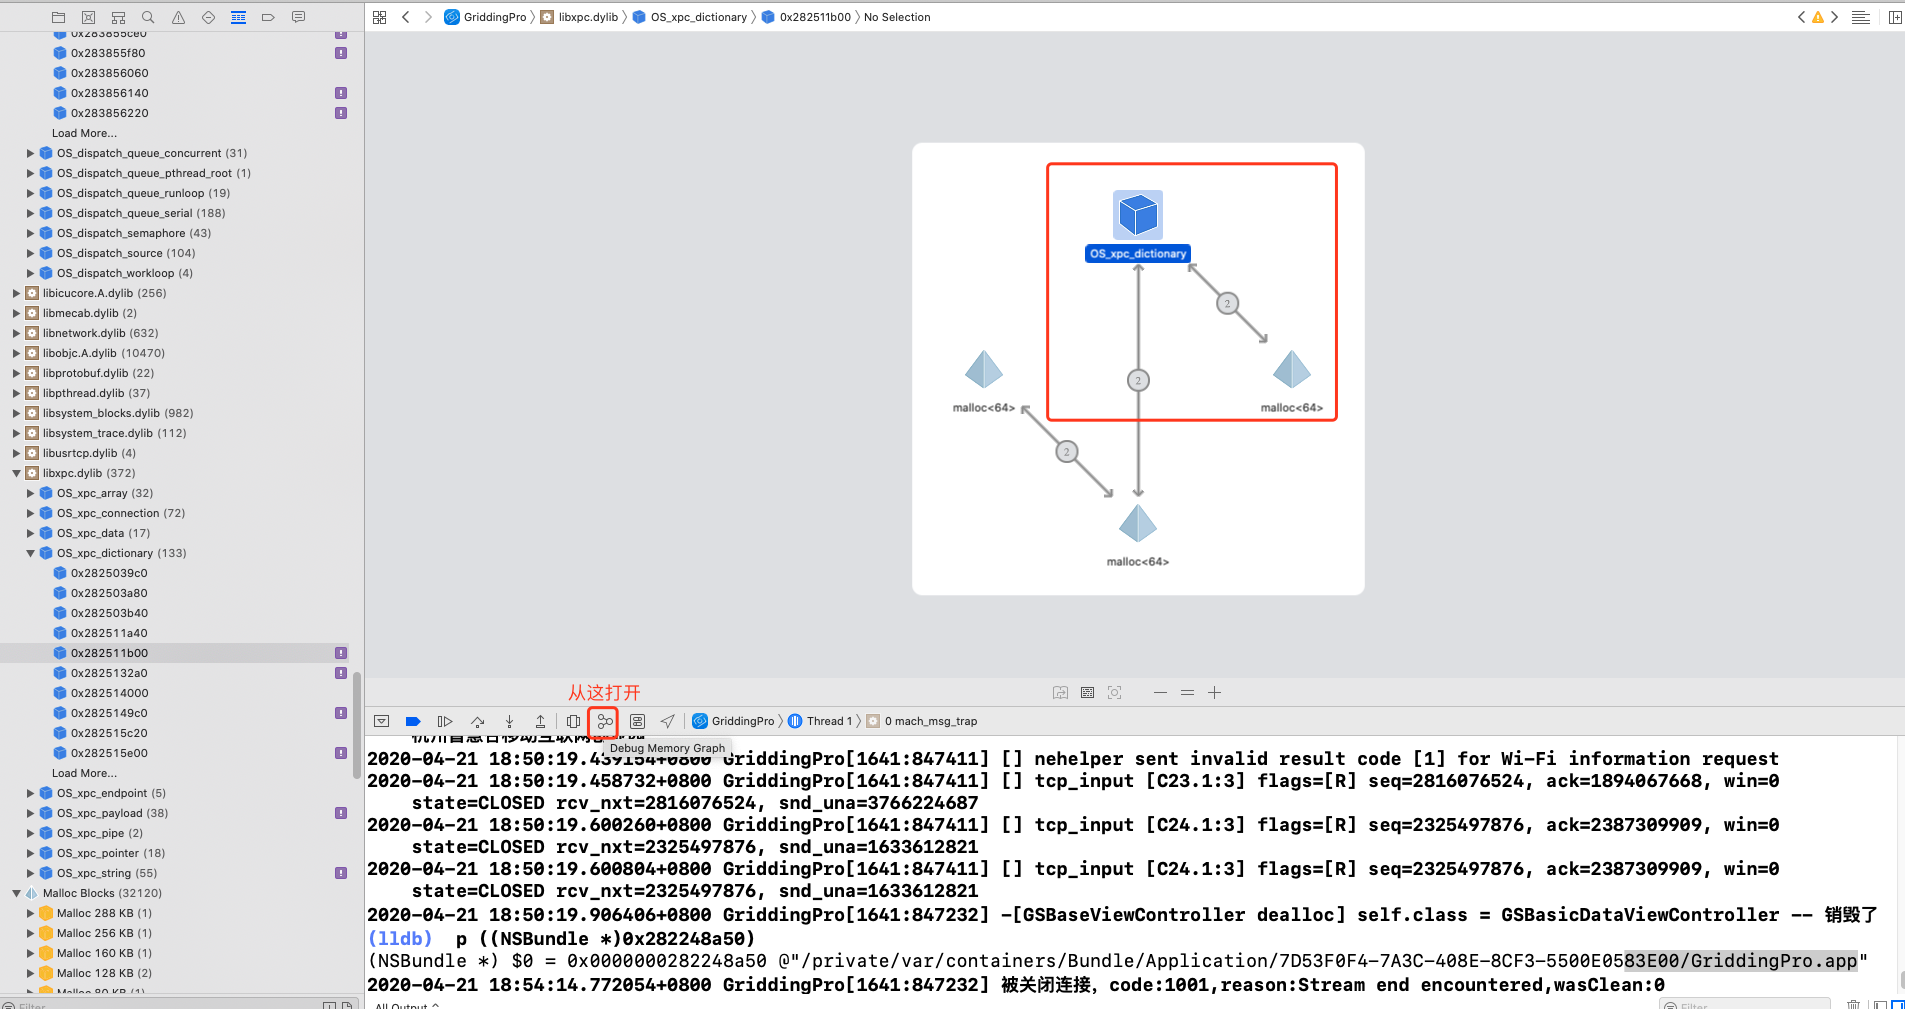 GriddingPro
libxpc.dylib
OS_xpc_dictionary
0x282511b00
No Selection
0x283855ce0
0x283855f80
0x283856060
0x283856140
0x283856220
Load More...
OS_dispatch_queue_concurrent (31)
OS_dispatch_queue_pthread_root (1)
OS_dispatch_queue_runloop (19)
OS_dispatch_queue_serial (188)
OS_dispatch_semaphore (43)
OS_dispatch_source (104)
OS_dispatch_workloop (4)
libicucore.A.dylib (256)
libmecab.dylib (2)
libnetwork.dylib (632)
libobjc.A.dylib (10470)
libprotobuf.dylib (22)
libpthread.dylib (37)
libsystem_blocks.dylib (982)
libsystem_trace.dylib (112)
libusrtcp.dylib (4)
libxpc.dylib (372)
OS_xpc_array (32)
OS_xpc_connection (72)
OS_xpc_data (17)
OS_xpc_dictionary (133)
0x2825039c0
0x282503a80
0x282503b40
0x282511a40
0x282511b00
0x2825132a0
0x282514000
0x2825149c0
0x282515c20
0x282515e00
Load More...
OS_xpc_endpoint (5)
OS_xpc_payload (38)
OS_xpc_pipe (2)
OS_xpc_pointer (18)
OS_xpc_string (55)
Malloc Blocks (32120)
Malloc 288 KB (1)
Malloc 256 KB (1)
Malloc 160 KB (1)
Malloc 128 KB (2)
Malloc 80 KB (1)
Filter
OS_xpc_dictionary
2
2
malloc<64>
malloc<64>
2
malloc<64>
从这打开
GriddingPro
Thread 1
0 mach_msg_trap
Debug Memory Graph
2020-04-21 18:50:19.439154+0800 GriddingPro[1641:847411] [] nehelper sent invalid result code [1] for Wi-Fi information request
2020-04-21 18:50:19.458732+0800 GriddingPro[1641:847411] [] tcp_input [C23.1:3] flags=[R] seq=2816076524, ack=1894067668, win=0
state=CLOSED rcv_nxt=2816076524, snd_una=3766224687
2020-04-21 18:50:19.600260+0800 GriddingPro[1641:847411] [] tcp_input [C24.1:3] flags=[R] seq=2325497876, ack=2387309909, win=0
state=CLOSED rcv_nxt=2325497876, snd_una=1633612821
2020-04-21 18:50:19.600804+0800 GriddingPro[1641:847411] [] tcp_input [C24.1:3] flags=[R] seq=2325497876, ack=2387309909, win=0
state=CLOSED rcv_nxt=2325497876, snd_una=1633612821
2020-04-21 18:50:19.906406+0800 GriddingPro[1641:847232] -[GSBaseViewController dealloc] self.class = GSBasicDataViewController -- 销毁了
(lldb) p ((NSBundle *)0x282248a50)
(NSBundle *) $0 = 0x0000000282248a50 @"/private/var/containers/Bundle/Application/7D53F0F4-7A3C-408E-8CF3-5500E0583E00/GriddingPro.app"
2020-04-21 18:54:14.772054+0800 GriddingPro[1641:847232] 被关闭连接，code:1001,reason:Stream end encountered,wasClean:0
All Output
Filter